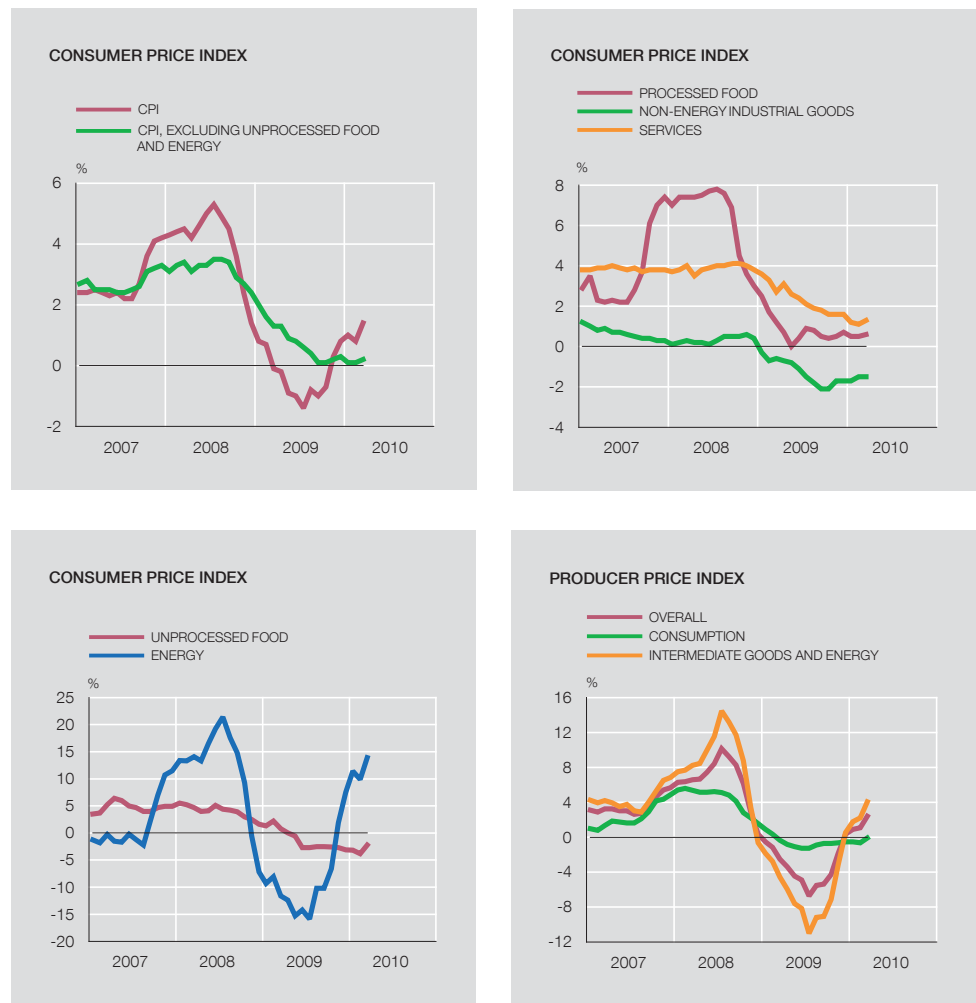 CONSUMER PRICE INDEX
CPI
CPI, EXCLUDING UNPROCESSED FOOD
AND ENERGY
%
6
4
2
0
-2
2007 2008 2009 2010
CONSUMER PRICE INDEX
PROCESSED FOOD
NON-ENERGY INDUSTRIAL GOODS
SERVICES
%
8
6
4
2
0
-2
-4
2007 2008 2009 2010
CONSUMER PRICE INDEX
UNPROCESSED FOOD
ENERGY
%
25
20
15
10
5
0
-5
-10
-15
-20
2007 2008 2009 2010
PRODUCER PRICE INDEX
OVERALL
CONSUMPTION
INTERMEDIATE GOODS AND ENERGY
%
16
12
8
4
0
-4
-8
-12
2007 2008 2009 2010